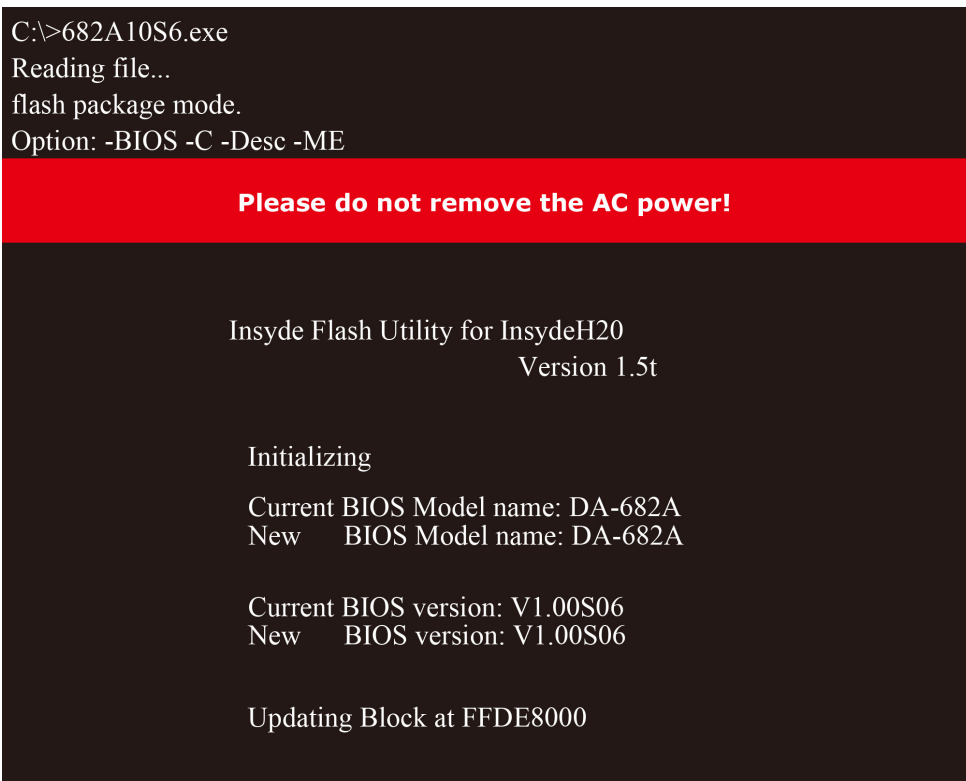 C:\>682A10S6.exe
Reading file...
flash package mode.
Option: -BIOS -C -Desc -ME
Please do not remove the AC power!
Insyde Flash Utility for InsydeH20
Version 1.5t
Initializing
Current BIOS Model name: DA-682A
New BIOS Model name: DA-682A
Current BIOS version: V1.00S06
New BIOS version: V1.00S06
Updating Block at FFDE8000